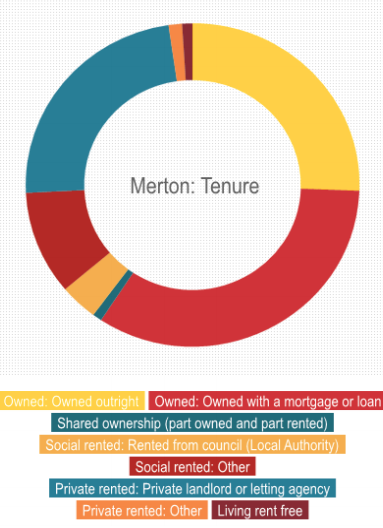 Merton: Tenure
Owned: Owned outright Owned: Owned with a mortgage or loan
Shared ownership (part owned and part rented)
Social rented: Rented from council (Local Authority)
Social rented: Other
Private rented: Private landlord or letting agency
Private rented: Other Living rent free